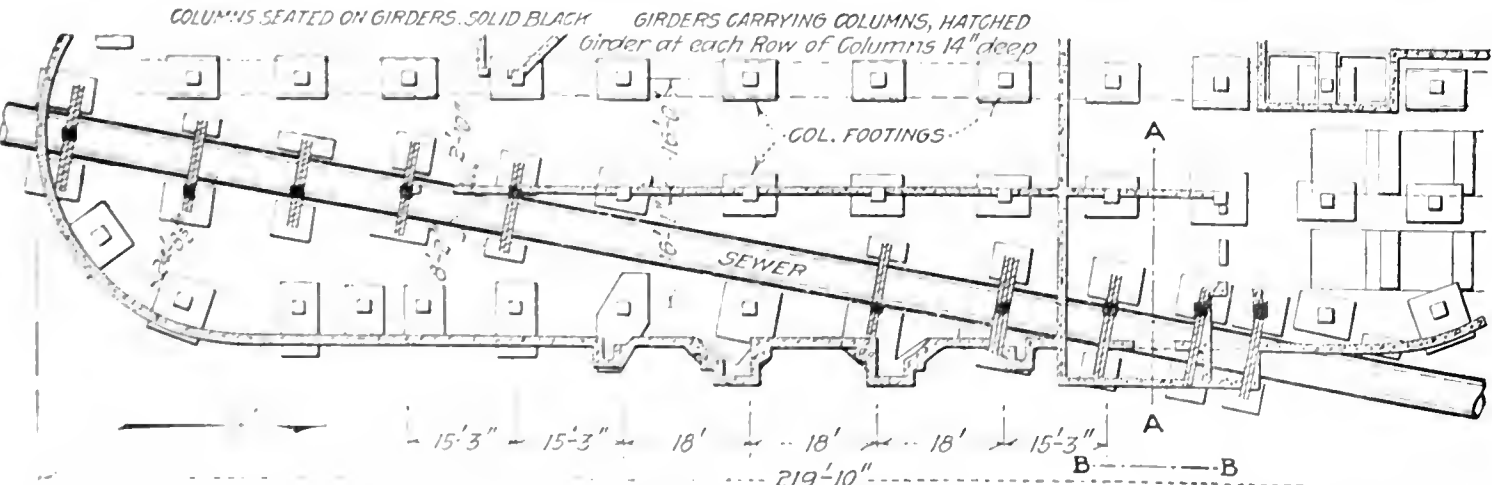 COLUMNS SEATED ON GIRDERS. SOLID BLACK
GIRDERS CARRYING COLUMNS, HATCHED
Girder at each Row of Columns 14" deep
COL. FOOTINGS
A
SEWER
A
15'-3" 15'-3" 18' 18' 18' 15'-3"
B B
219'-10"